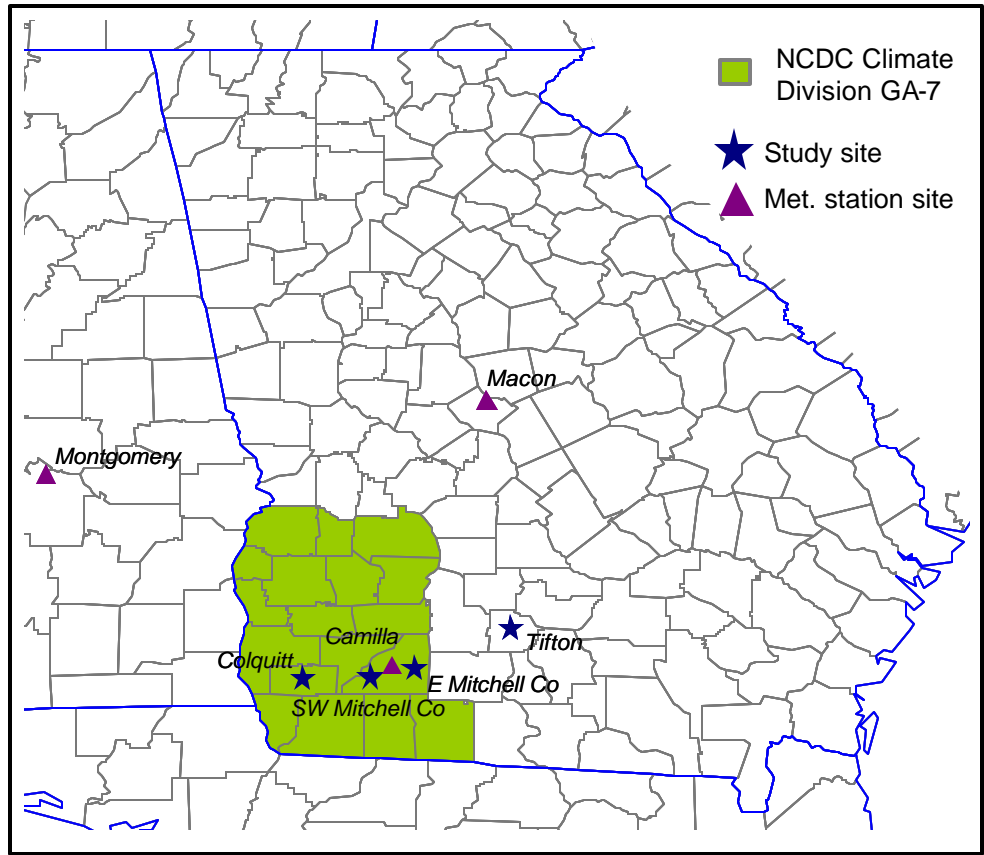 NCDC Climate
Division GA-7
Study site
Met. station site
Macon
Montgomery
Camilla
Tifton
Colquitt
E Mitchell Co
SW Mitchell Co